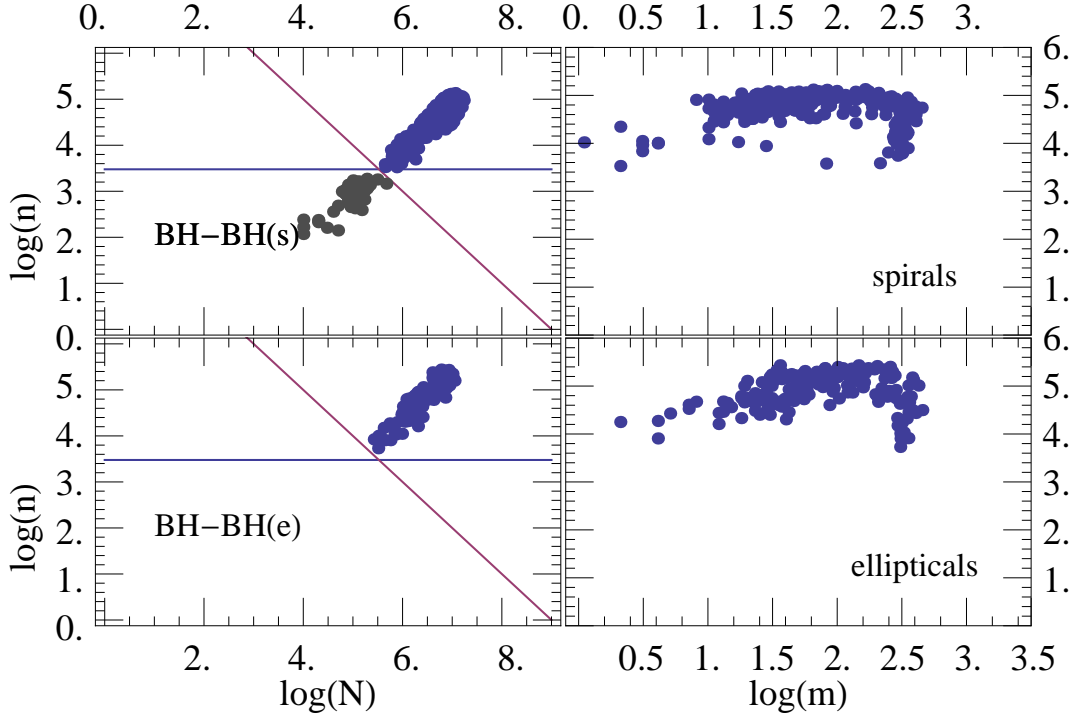 0. 2. 4. 6. 8. 0. 0.5 1. 1.5 2. 2.5 3.
5. 6.
4. 5.
3. 4.
2. 3.
1. 2.
0. 1.
log(n)
BH−BH(s)
spirals
5. 6.
4. 5.
3. 4.
2. 3.
1. 2.
0. 1.
log(n)
BH−BH(e)
ellipticals
2. 4. 6. 8. 0.5 1. 1.5 2. 2.5 3. 3.5
log(N) log(m)